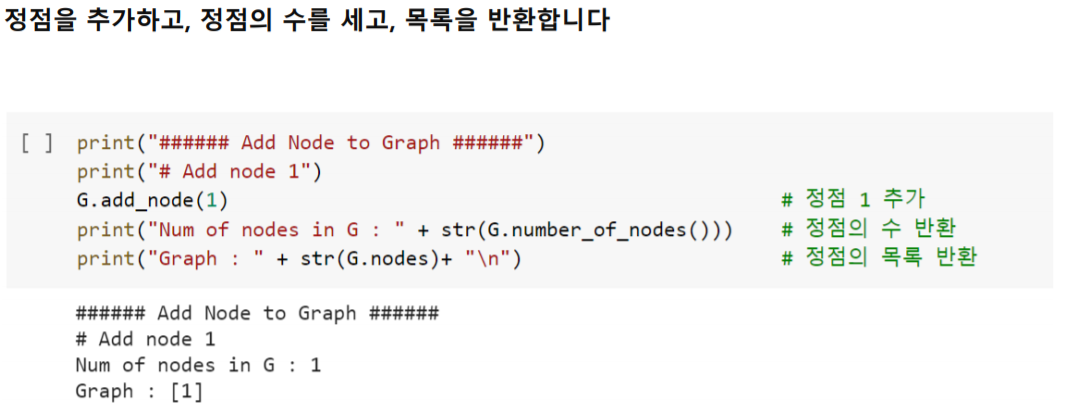 정점을 추가하고, 정점의 수를 세고, 목록을 반환합니다
[ ] print("###### Add Node to Graph ######")
print("# Add node 1")
G.add_node(1) # 정점 1 추가
print("Num of nodes in G : " + str(G.number_of_nodes())) # 정점의 수 반환
print("Graph : " + str(G.nodes)+ "\n") # 정점의 목록 반환
###### Add Node to Graph ######
# Add node 1
Num of nodes in G : 1
Graph : [1]